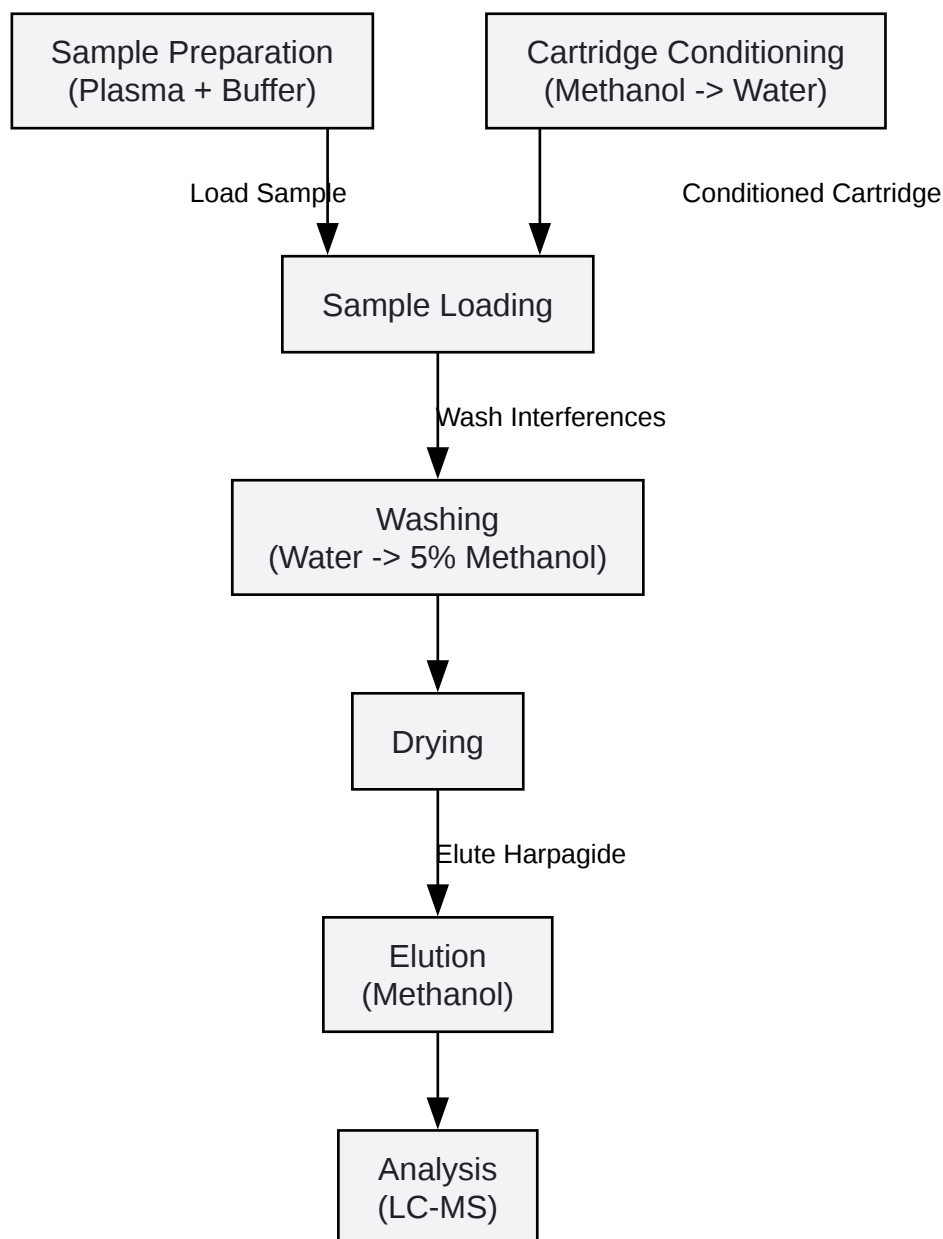 Sample Preparation
(Plasma + Buffer)
Cartridge Conditioning
(Methanol -> Water)
Load Sample
Conditioned Cartridge
Sample Loading
Wash Interferences
Washing
(Water -> 5% Methanol)
Drying
Elute Harpagide
Elution
(Methanol)
Analysis
(LC-MS)